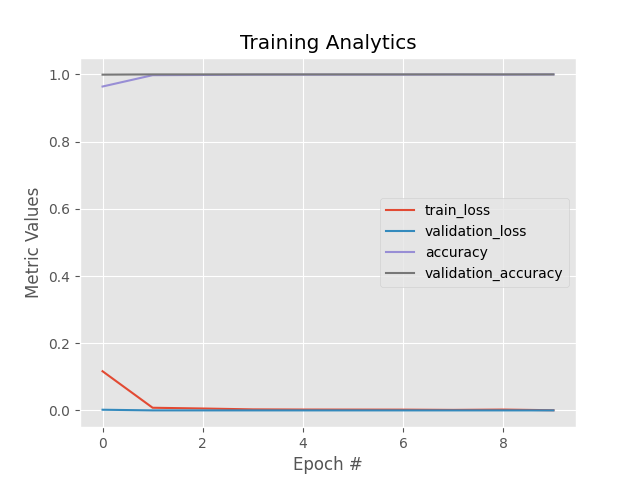 Training Analytics
Metric Values
1.0
0.8
0.6
0.4
0.2
0.0
train_loss
validation_loss
accuracy
validation_accuracy
0 2 4 6 8
Epoch #